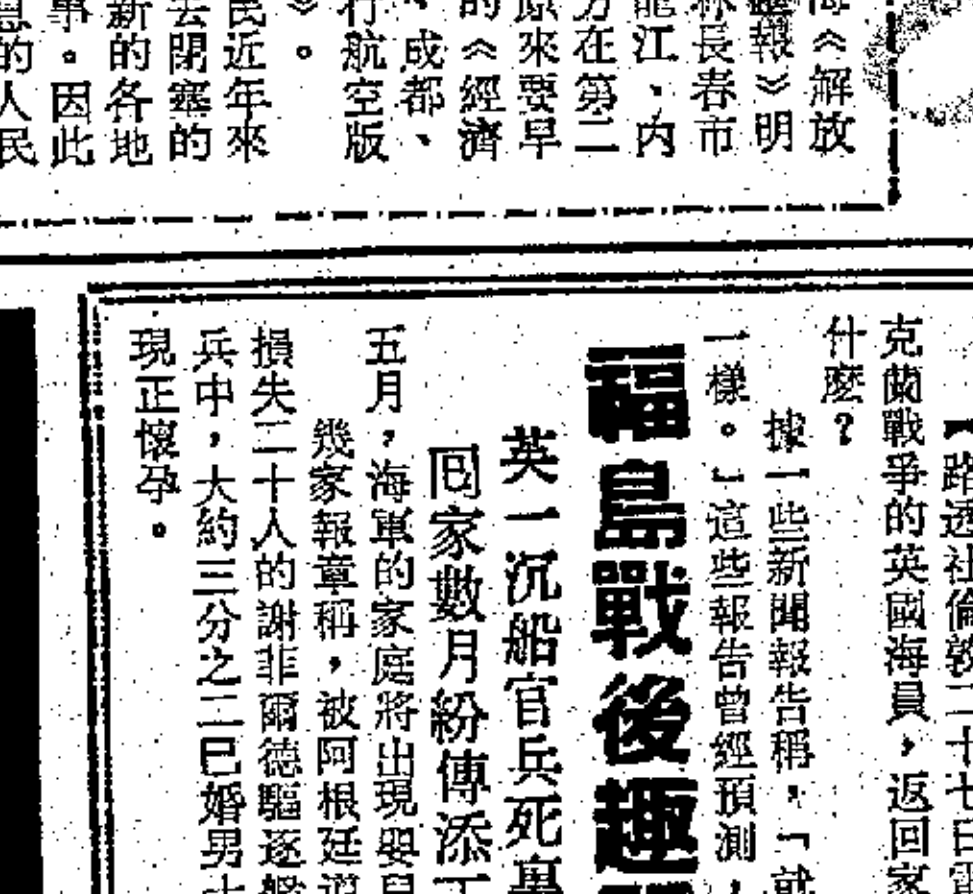 《解放
報》明
林長春市
龍江、内
方在第二
原來要早
的《經濟
、成都、
行航空版
》。
民近年來
去閉塞的
新的各地
事。因此
息的人民
路透社倫敦二十七日電
克蘭戰爭的英國海員，返回家
什麽？
據一些新聞報告稱，「就
一樣。」這些報告曾經預測，
福島戰後趣
英一沉船官兵死裏
囘家數月紛傳添丁
五月，海軍的家庭將出現嬰兒
幾家報章稱，被阿根廷導
損失二十人的謝菲爾德驅逐艦
兵中，大約三分之二已婚男
現正懷孕。